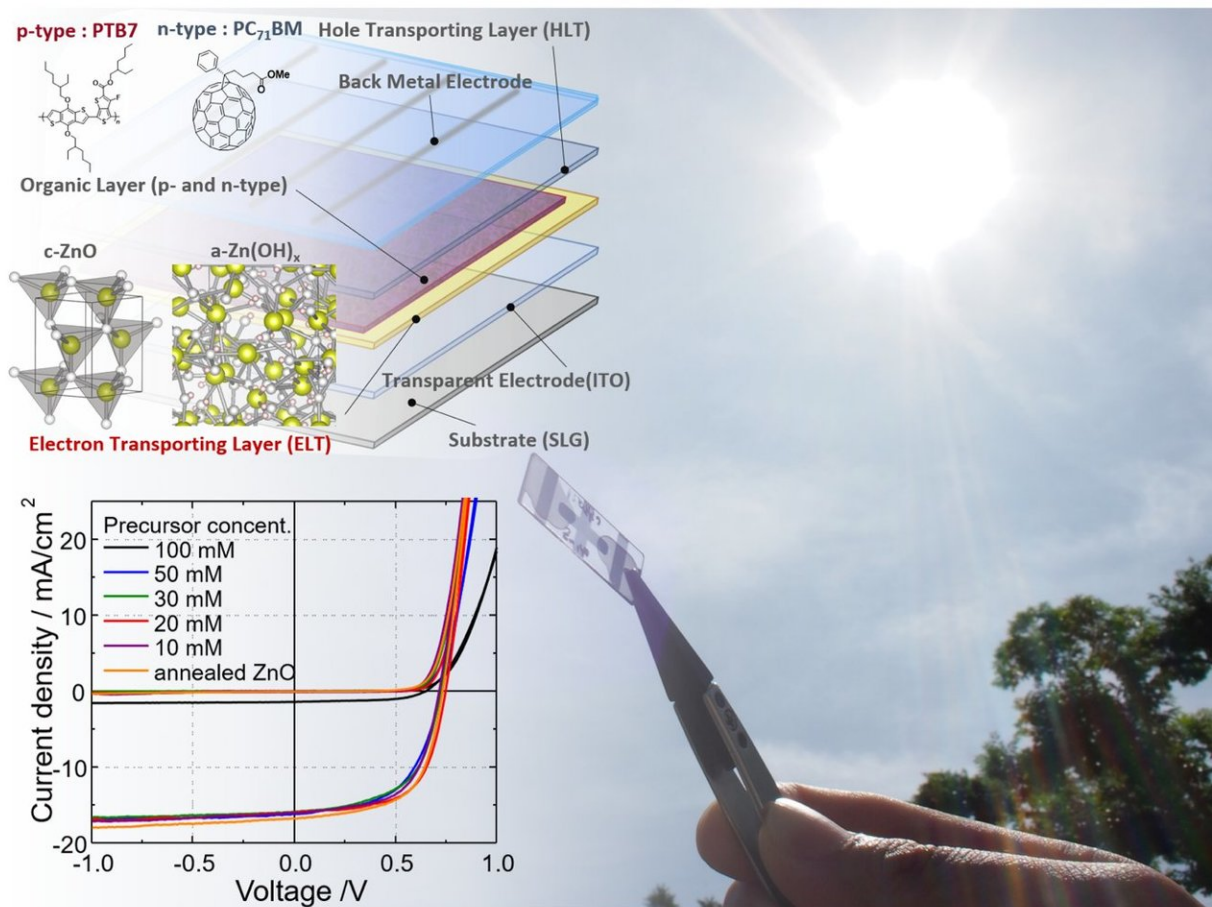 p-type : PTB7
n-type : PC₇₁BM
Hole Transporting Layer (HLT)
OMe
O
F
O
O
S
S
S
S
O
n
Back Metal Electrode
Organic Layer (p- and n-type)
c-ZnO
a-Zn(OH)ₓ
Transparent Electrode(ITO)
Electron Transporting Layer (ELT)
Substrate (SLG)
Current density / mA/cm²
Precursor concent.
100 mM
50 mM
30 mM
20 mM
10 mM
annealed ZnO
20
10
0
-10
-20
-1.0
-0.5
0.0
0.5
1.0
Voltage /V